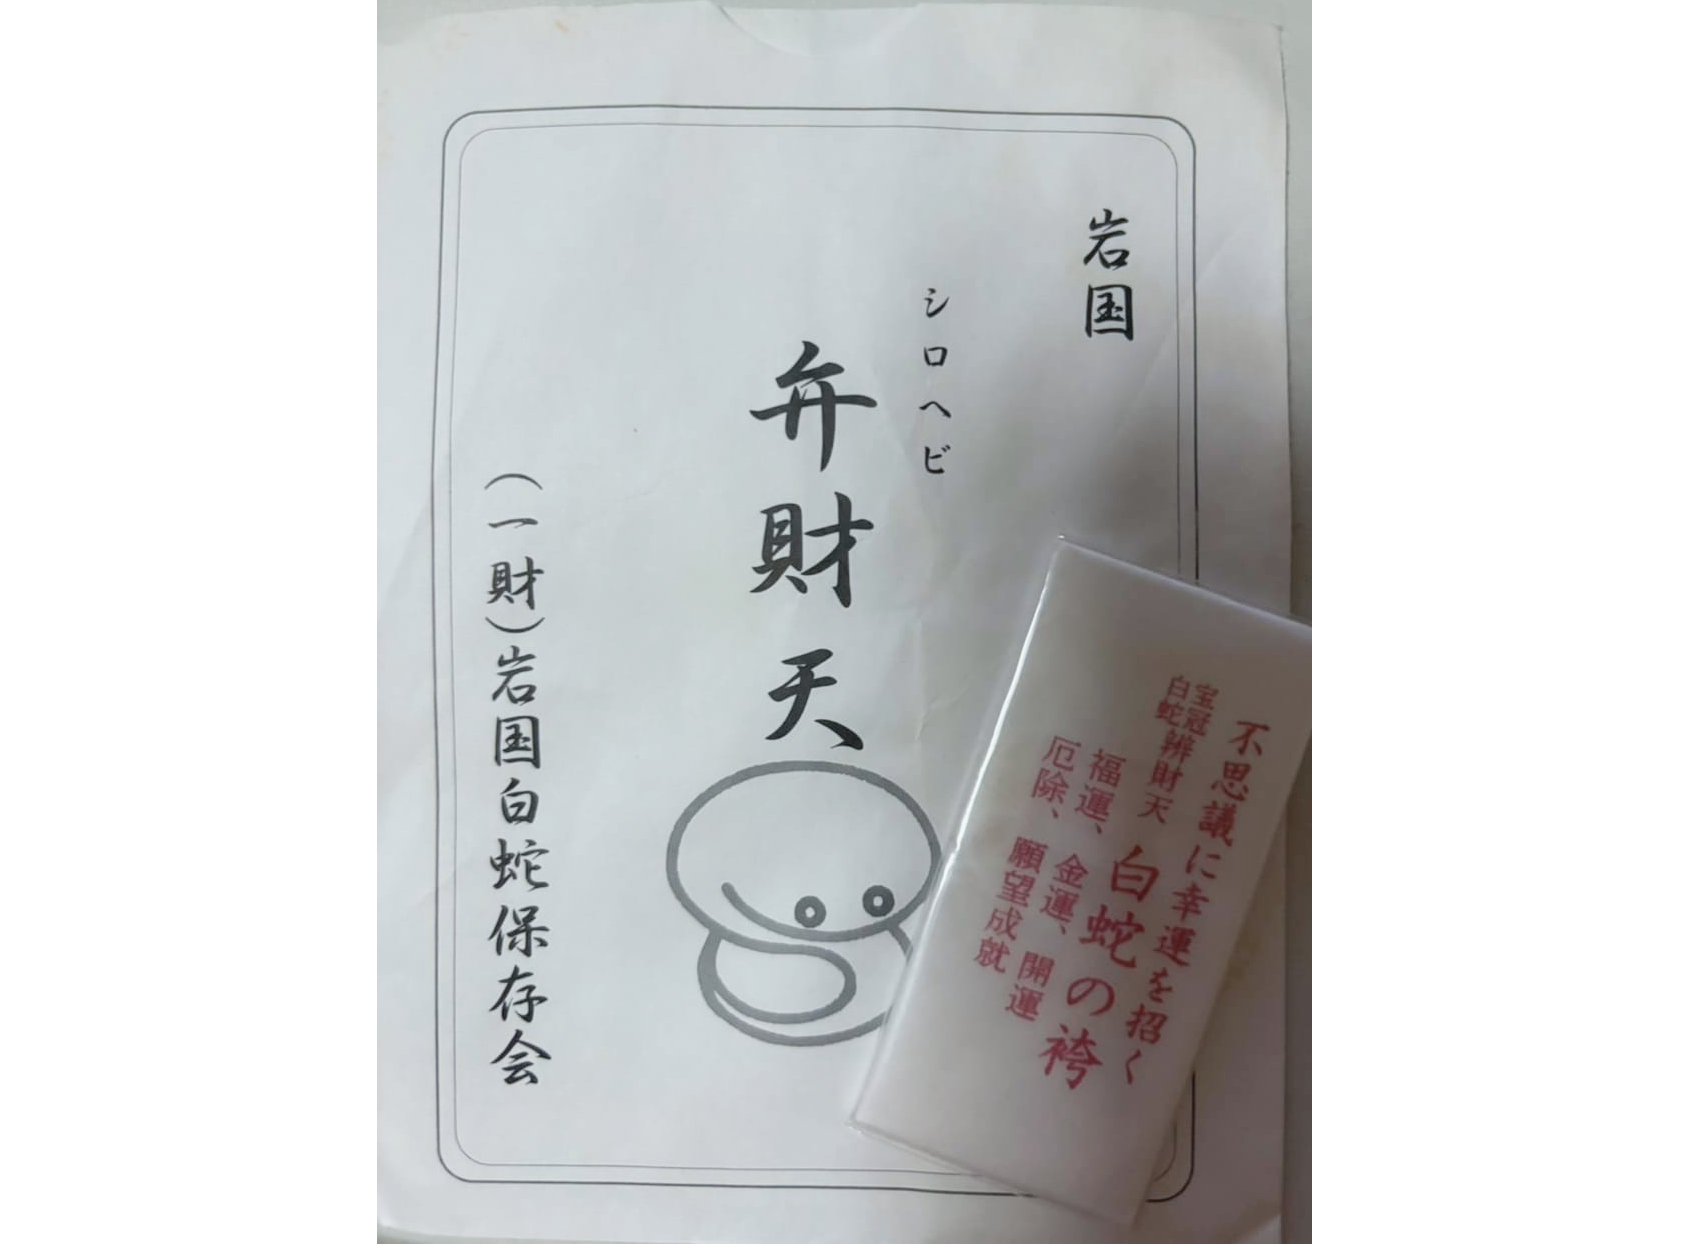 岩国
シロヘビ
弁財天
(一財)岩国白蛇保存会
不思議に幸運を招く
宝冠
白蛇
辨財天
白蛇の袴
福運、金運、開運
厄除、願望成就